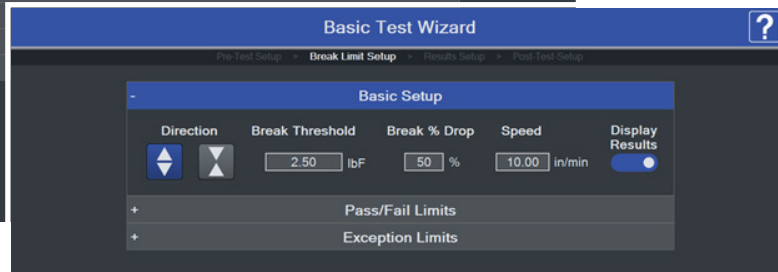 Basic Test Wizard ?
Pre-Test Setup > Break Limit Setup > Results Setup > Post-Test-Setup
- Basic Setup
Direction Break Threshold Break % Drop Speed Display Results
2.50 lbF 50 % 10.00 in/min
+ Pass/Fail Limits
+ Exception Limits